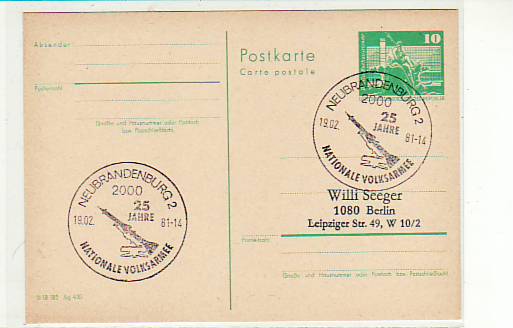 Absender:
Postkarte
Carte postale
10
Postleitzahl
(Straße und Hausnummer oder Postfach
bzw. Postschließfach)
NEUBRANDENBURG 2
2000
25
JAHRE
19.02.
81-14
NATIONALE VOLKSARMEE
NEUBRANDENBURG 2
2000
25
JAHRE
19.02.
81-14
NATIONALE VOLKSARMEE
Willi Seeger
1080 Berlin
Leipziger Str. 49, W 10/2
Postleitzahl
(Straße und Hausnummer oder Postfach bzw. Postschließfach)